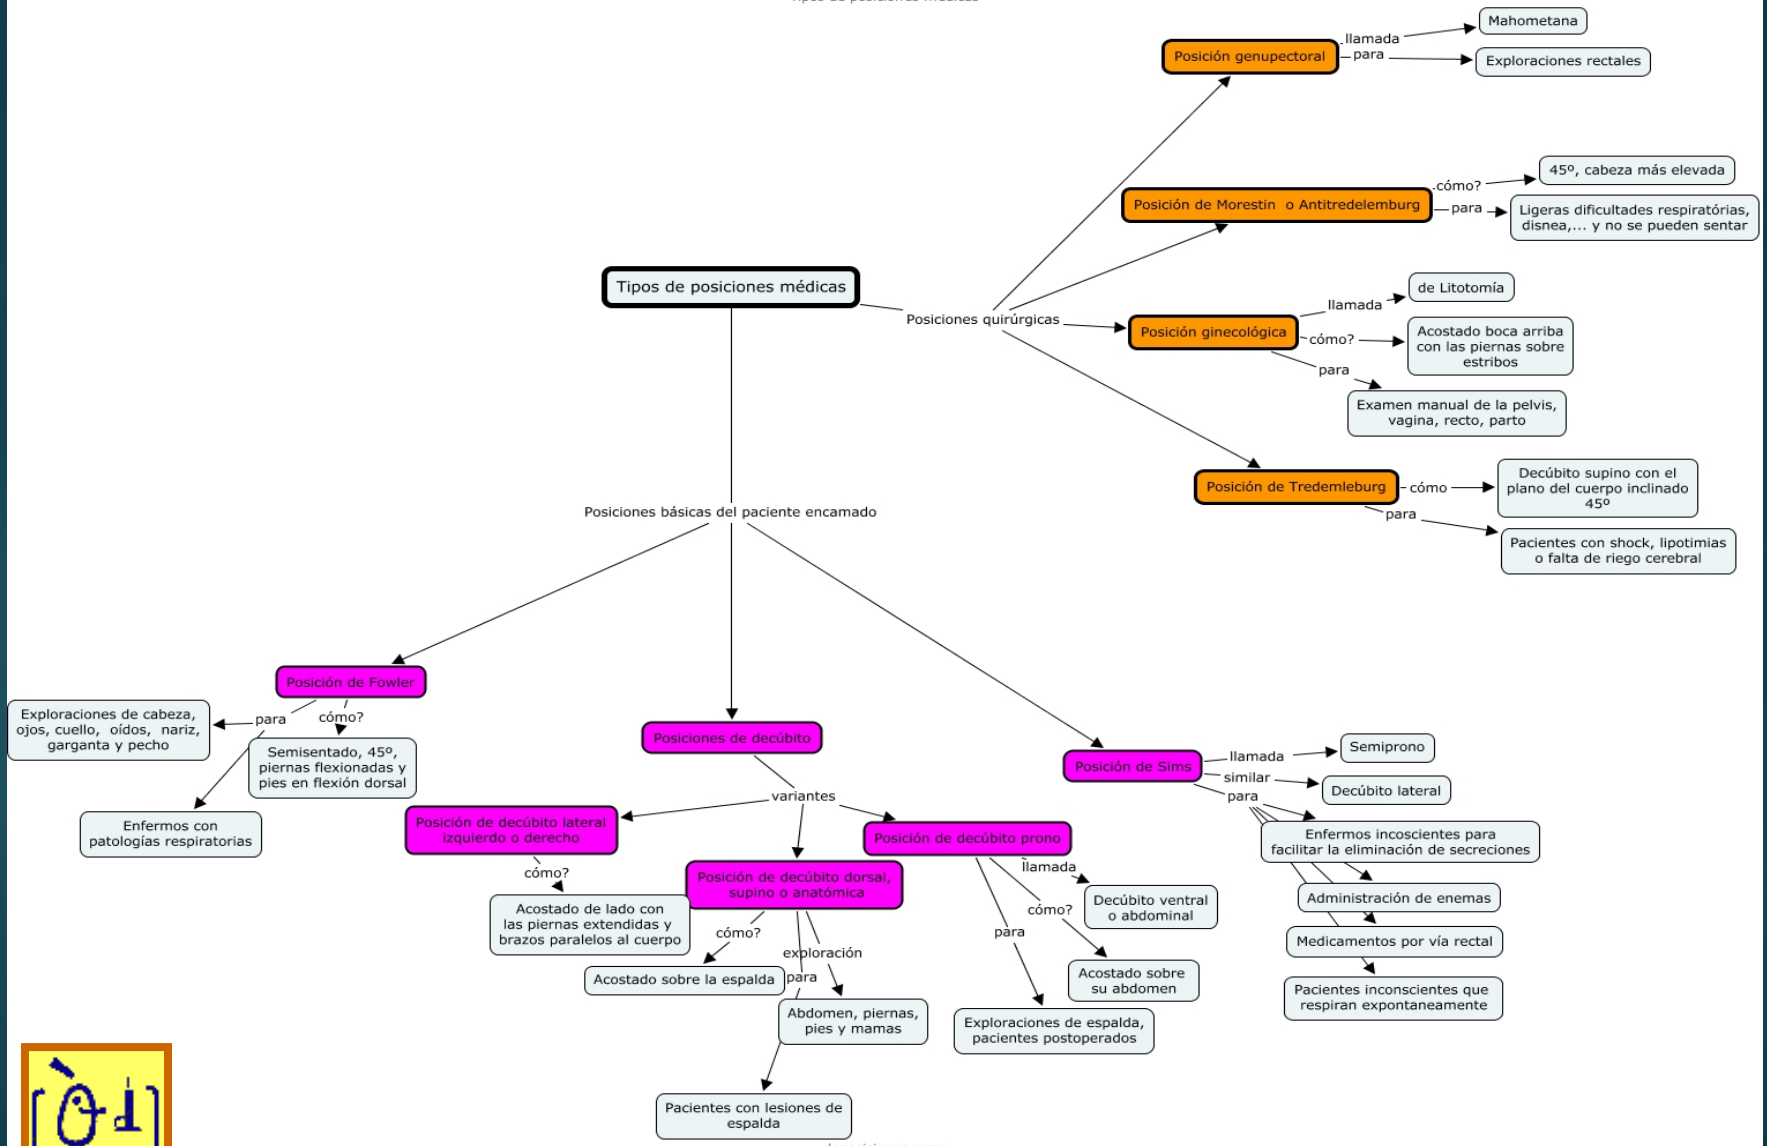 Tipos de posiciones médicas
Mahometana
llamada
Posición genupectoral
para
Exploraciones rectales
45º, cabeza más elevada
cómo?
Posición de Morestin o Antitredelemburg
para
Ligeras dificultades respiratórias,
disnea,... y no se pueden sentar
Tipos de posiciones médicas
Posiciones quirúrgicas
de Litotomía
llamada
Posición ginecológica
cómo?
Acostado boca arriba
con las piernas sobre
estribos
para
Examen manual de la pelvis,
vagina, recto, parto
Posición de Tredemleburg
cómo
Decúbito supino con el
plano del cuerpo inclinado
45º
para
Pacientes con shock, lipotimias
o falta de riego cerebral
Posiciones básicas del paciente encamado
Posición de Fowler
para
cómo?
Exploraciones de cabeza,
ojos, cuello, oídos, nariz,
garganta y pecho
Semisentado, 45º,
piernas flexionadas y
pies en flexión dorsal
Enfermos con
patologías respiratorias
Posiciones de decúbito
variantes
Posición de decúbito lateral
izquierdo o derecho
cómo?
Acostado de lado con
las piernas extendidas y
brazos paralelos al cuerpo
Posición de decúbito dorsal,
supino o anatómica
cómo?
Acostado sobre la espalda
para
exploración
Abdomen, piernas,
pies y mamas
Pacientes con lesiones de
espalda
Posición de decúbito prono
llamada
Decúbito ventral
o abdominal
cómo?
Acostado sobre
su abdomen
para
Exploraciones de espalda,
pacientes postoperados
Posición de Sims
llamada
Semiprono
similar
Decúbito lateral
para
Enfermos incoscientes para
facilitar la eliminación de secreciones
Administración de enemas
Medicamentos por vía rectal
Pacientes inconscientes que
respiran expontaneamente